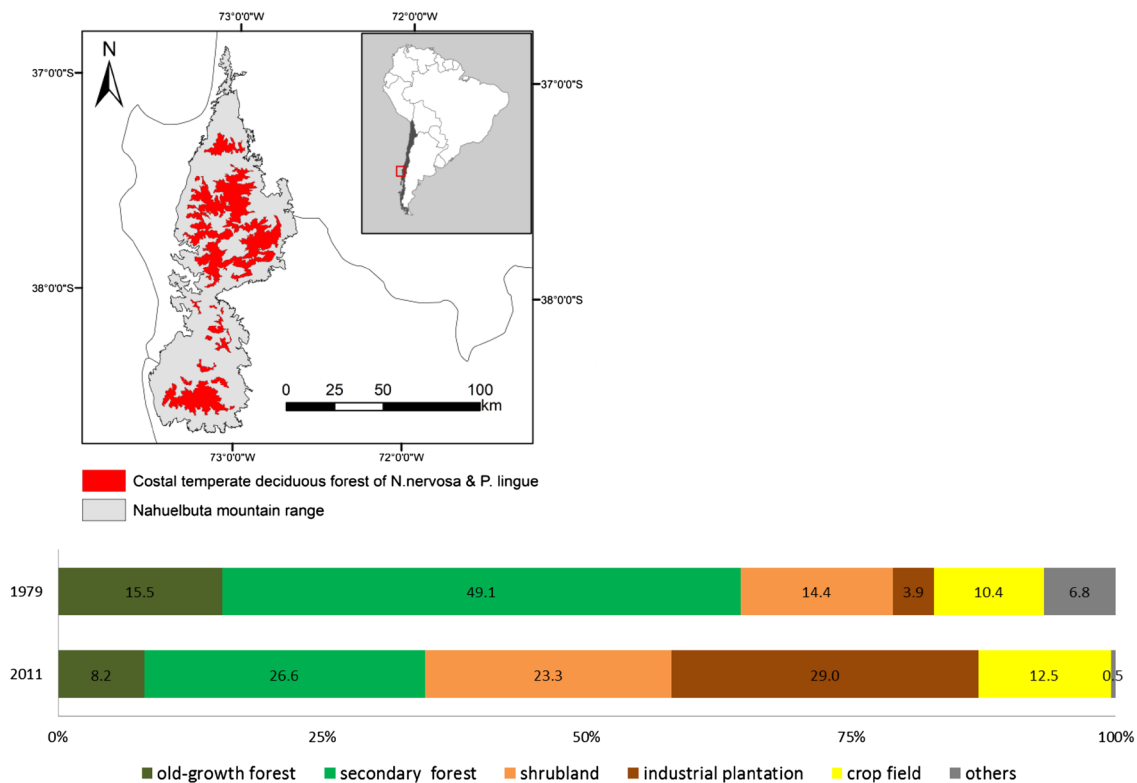 73°0'0"W 72°0'0"W
N
37°0'0"S
37°0'0"S
38°0'0"S
38°0'0"S
0 25 50 100
km
73°0'0"W 72°0'0"W
Costal temperate deciduous forest of N.nervosa & P. lingue
Nahuelbuta mountain range
1979 15.5 49.1 14.4 3.9 10.4 6.8
2011 8.2 26.6 23.3 29.0 12.5 0.5
0% 25% 50% 75% 100%
old-growth forest secondary forest shrubland industrial plantation crop field others